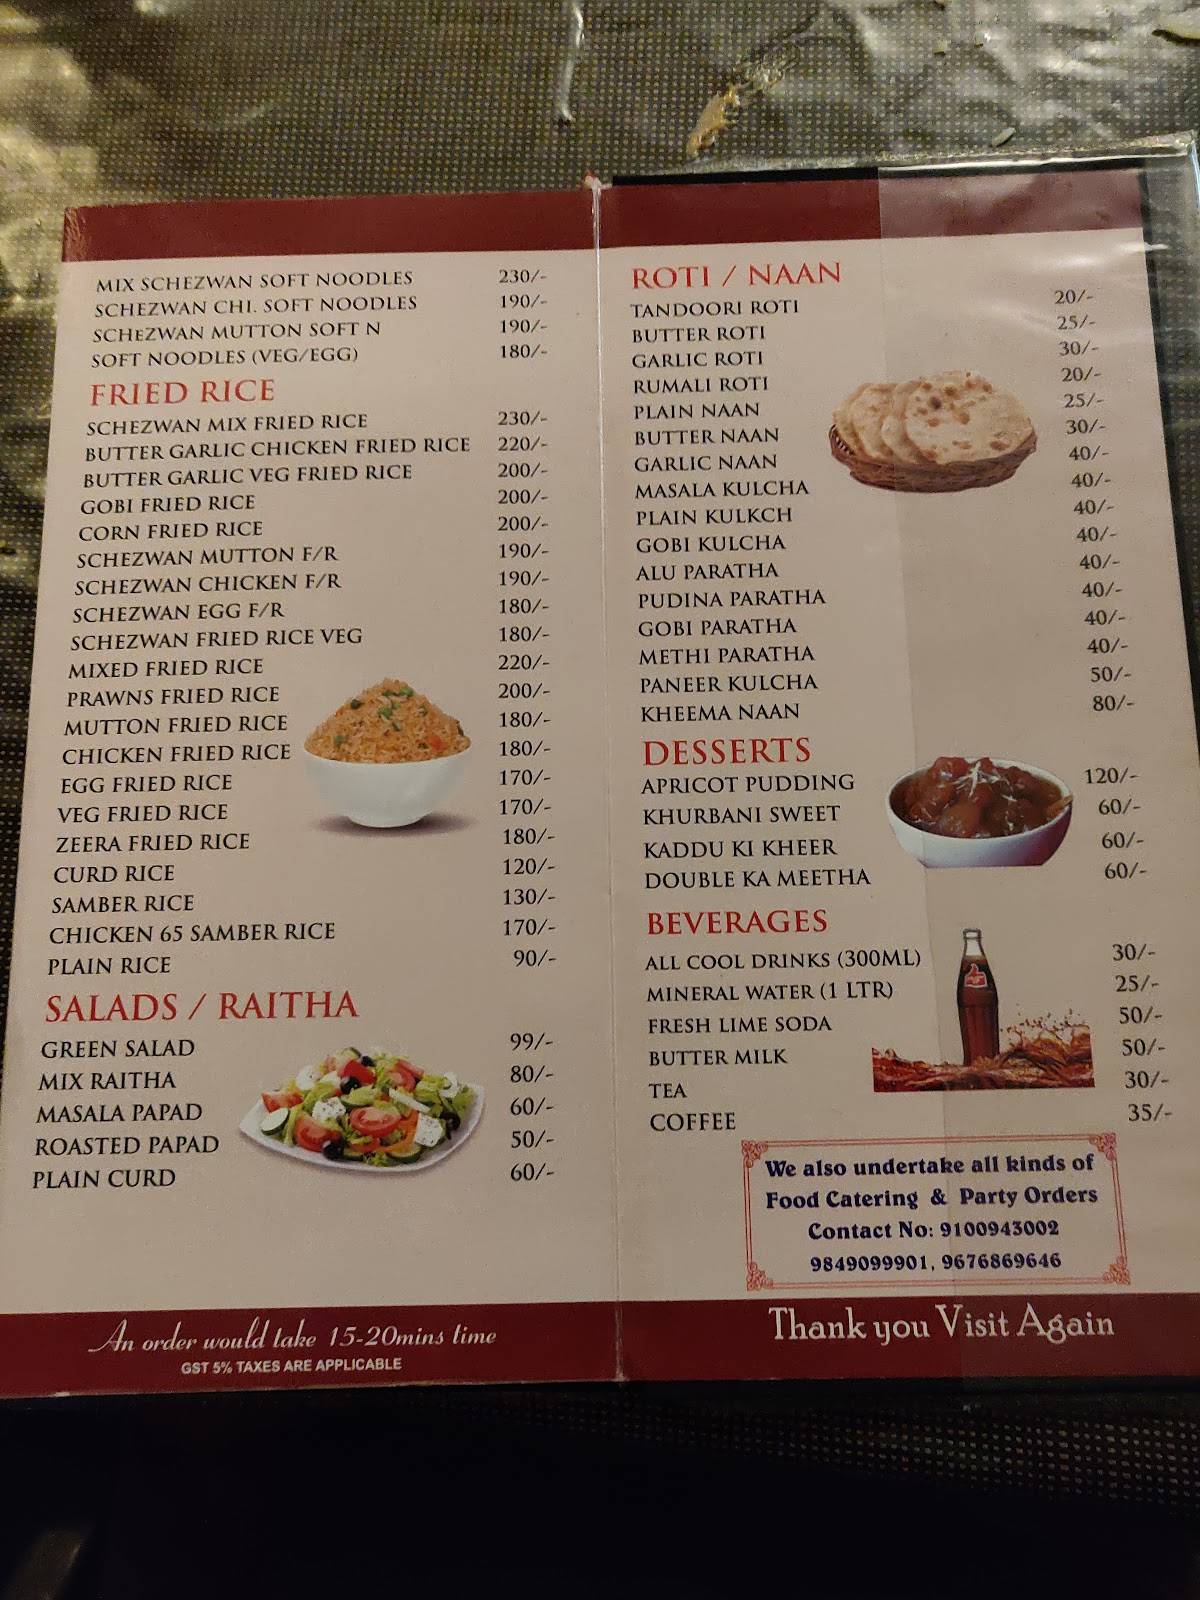 MIX SCHEZWAN SOFT NOODLES 230/-
SCHEZWAN CHI. SOFT NOODLES 190/-
SCHEZWAN MUTTON SOFT N 190/-
SOFT NOODLES (VEG/EGG) 180/-
FRIED RICE
SCHEZWAN MIX FRIED RICE 230/-
BUTTER GARLIC CHICKEN FRIED RICE 220/-
BUTTER GARLIC VEG FRIED RICE 200/-
GOBI FRIED RICE 200/-
CORN FRIED RICE 200/-
SCHEZWAN MUTTON F/R 190/-
SCHEZWAN CHICKEN F/R 190/-
SCHEZWAN EGG F/R 180/-
SCHEZWAN FRIED RICE VEG 180/-
MIXED FRIED RICE 220/-
PRAWNS FRIED RICE 200/-
MUTTON FRIED RICE 180/-
CHICKEN FRIED RICE 180/-
EGG FRIED RICE 170/-
VEG FRIED RICE 170/-
ZEERA FRIED RICE 180/-
CURD RICE 120/-
SAMBER RICE 130/-
CHICKEN 65 SAMBER RICE 170/-
PLAIN RICE 90/-
SALADS / RAITHA
GREEN SALAD 99/-
MIX RAITHA 80/-
MASALA PAPAD 60/-
ROASTED PAPAD 50/-
PLAIN CURD 60/-
An order would take 15-20mins time
GST 5% TAXES ARE APPLICABLE
ROTI / NAAN
TANDOORI ROTI 20/-
BUTTER ROTI 25/-
GARLIC ROTI 30/-
RUMALI ROTI 20/-
PLAIN NAAN 25/-
BUTTER NAAN 30/-
GARLIC NAAN 40/-
MASALA KULCHA 40/-
PLAIN KULKCH 40/-
GOBI KULCHA 40/-
ALU PARATHA 40/-
PUDINA PARATHA 40/-
GOBI PARATHA 40/-
METHI PARATHA 40/-
PANEER KULCHA 50/-
KHEEMA NAAN 80/-
DESSERTS
APRICOT PUDDING 120/-
KHURBANI SWEET 60/-
KADDU KI KHEER 60/-
DOUBLE KA MEETHA 60/-
BEVERAGES
ALL COOL DRINKS (300ML) 30/-
MINERAL WATER (1 LTR) 25/-
FRESH LIME SODA 50/-
BUTTER MILK 50/-
TEA 30/-
COFFEE 35/-
We also undertake all kinds of
Food Catering & Party Orders
Contact No: 9100943002
9849099901, 9676869646
Thank you Visit Again